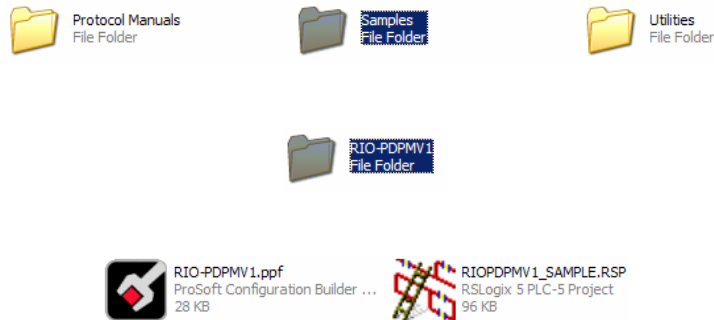 Protocol Manuals
File Folder
Samples
File Folder
Utilities
File Folder
RIO-PDPMV1
File Folder
RIO-PDPMV1.ppf
ProSoft Configuration Builder ...
28 KB
RIOPDPMV1_SAMPLE.RSP
RSLogix 5 PLC-5 Project
96 KB